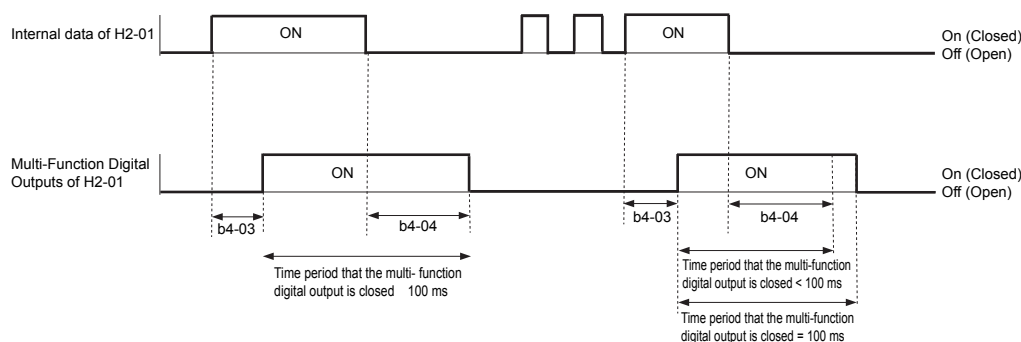 Internal data of H2-01
ON
ON
On (Closed)
Off (Open)
Multi-Function Digital
Outputs of H2-01
ON
ON
On (Closed)
Off (Open)
b4-03
b4-04
b4-03
b4-04
Time period that the multi- function
digital output is closed 100 ms
Time period that the multi-function
digital output is closed < 100 ms
Time period that the multi-function
digital output is closed = 100 ms